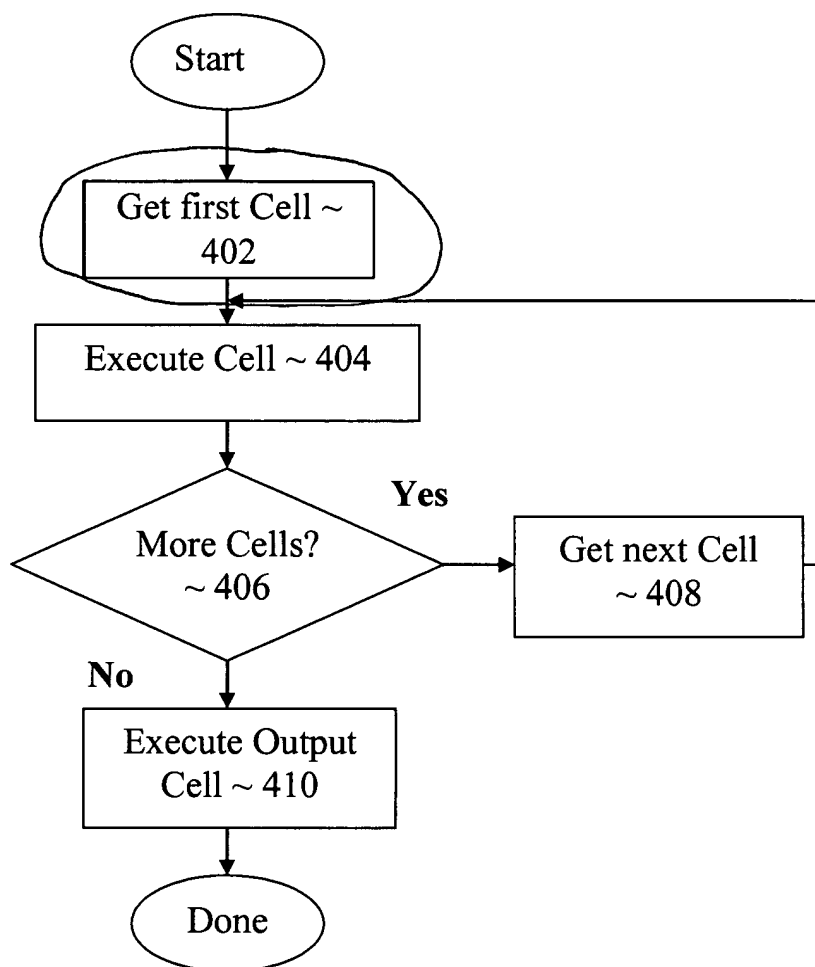 Start
Get first Cell ~
402
Execute Cell ~ 404
More Cells?
~ 406
Yes
Get next Cell
~ 408
No
Execute Output
Cell ~ 410
Done